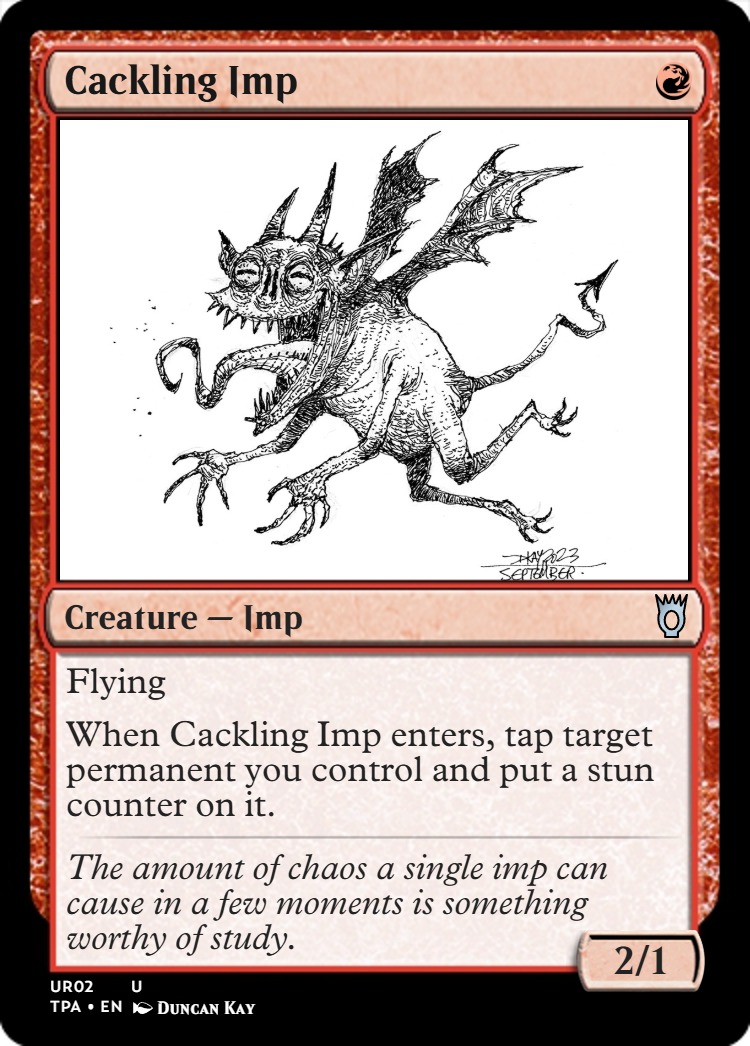 Cackling Imp
DKAY2023
SEPTEMBER.
Creature — Imp
Flying
When Cackling Imp enters, tap target
permanent you control and put a stun
counter on it.
The amount of chaos a single imp can
cause in a few moments is something
worthy of study.
2/1
UR02 U
TPA • EN Duncan Kay